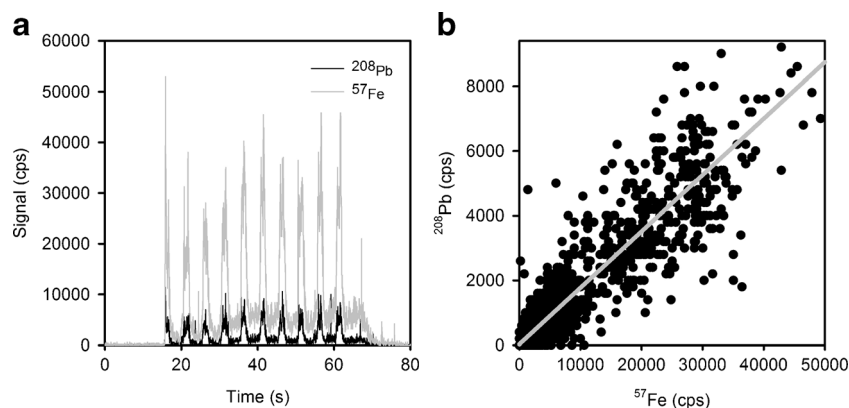 a
60000
50000
40000
30000
20000
10000
0
Signal (cps)
208Pb
57Fe
0 20 40 60 80
Time (s)
b
8000
6000
4000
2000
0
208Pb (cps)
0 10000 20000 30000 40000 50000
57Fe (cps)